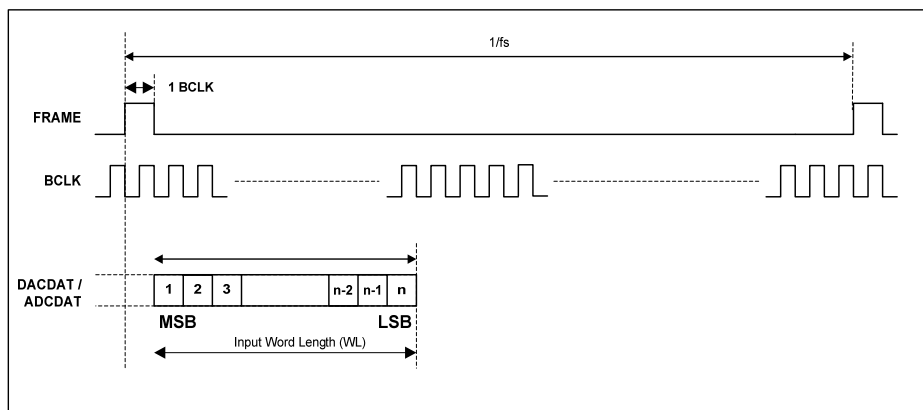 1/fs
1 BCLK
FRAME
BCLK
DACDAT /
ADCDAT
1 2 3 n-2 n-1 n
MSB LSB
Input Word Length (WL)